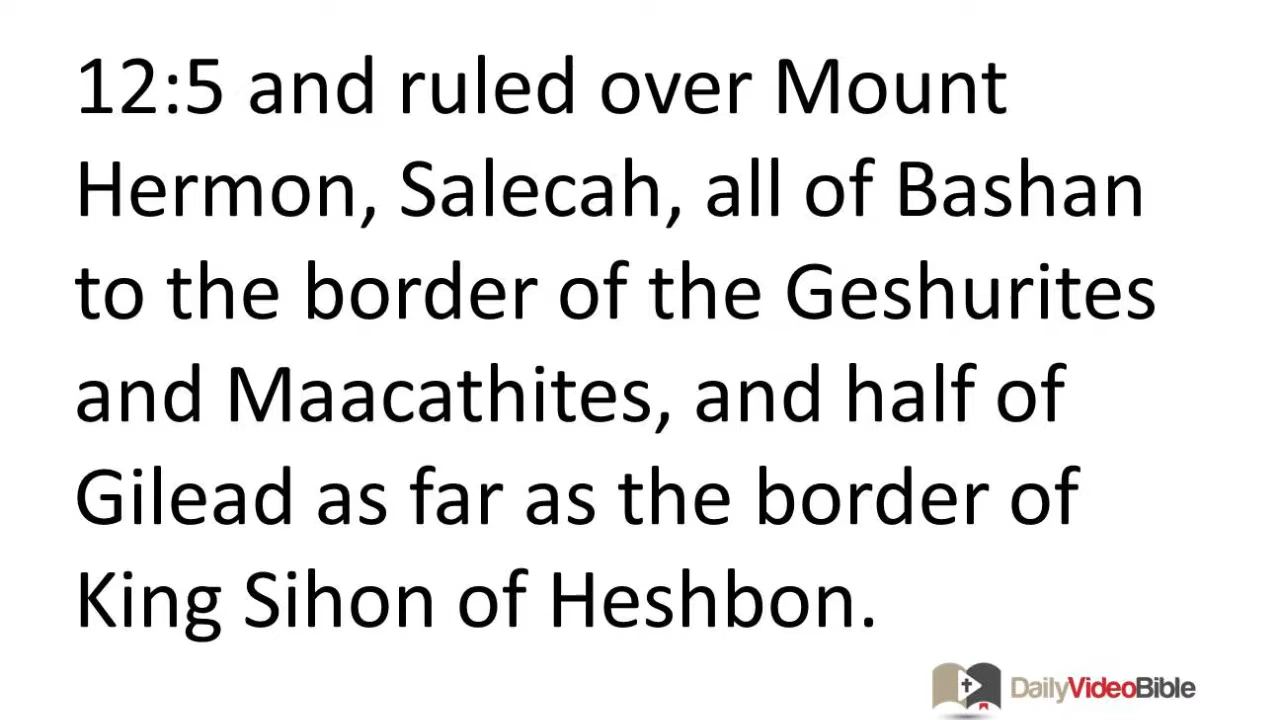 12:5 and ruled over Mount
Hermon, Salecah, all of Bashan
to the border of the Geshurites
and Maacathites, and half of
Gilead as far as the border of
King Sihon of Heshbon.
DailyVideoBible